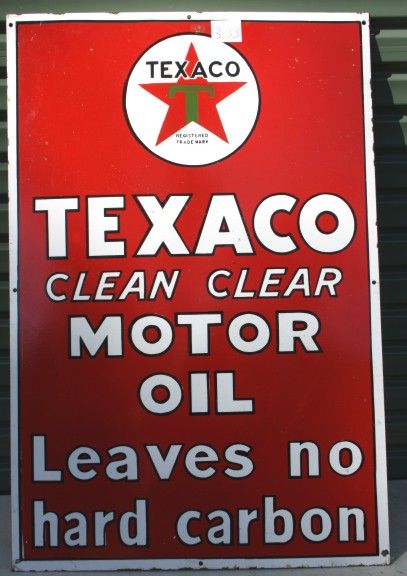 TEXACO
T
REGISTERED
TRADE MARK
TEXACO
CLEAN CLEAR
MOTOR
OIL
Leaves no
hard carbon